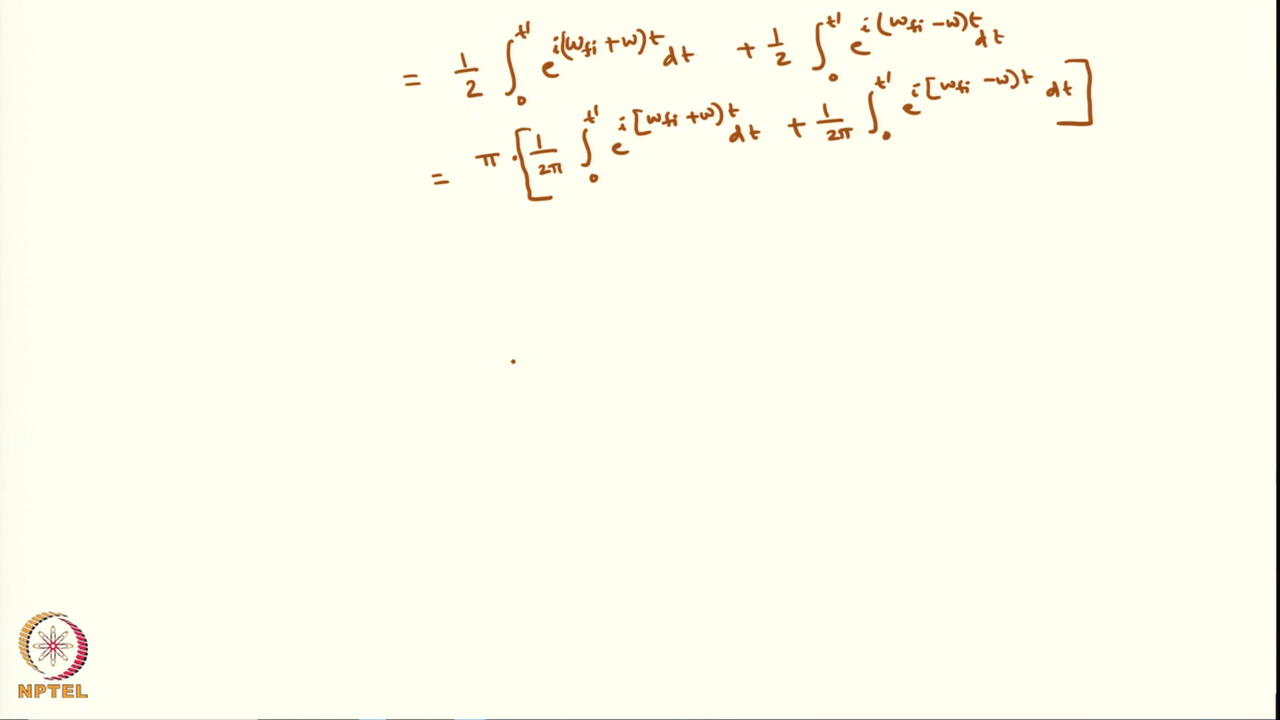 = 1/2 ∫₀^t' e^{i(ω_fi + ω)t} dt + 1/2 ∫₀^t' e^{i(ω_fi − ω)t} dt
= π · [ 1/2π ∫₀^t' e^{i[ω_fi + ω)t} dt + 1/2π ∫₀^t' e^{i[ω_fi − ω)t} dt ]
NPTEL